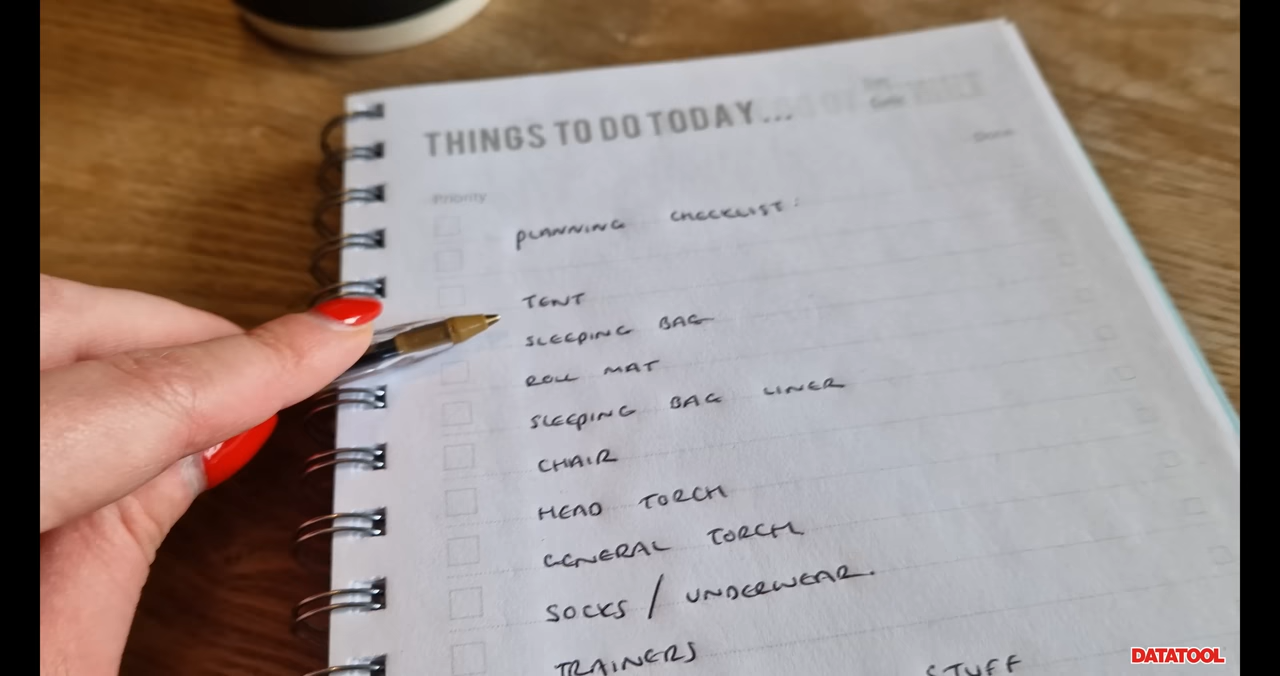 THINGS TO DO TODAY...
Done
Priority
PLANNING CHECKLIST:
TENT
SLEEPING BAG
ROLL MAT
SLEEPING BAG LINER
CHAIR
HEAD TORCH
GENERAL TORCH
SOCKS / UNDERWEAR.
TRAINERS
STUFF
DATATOOL